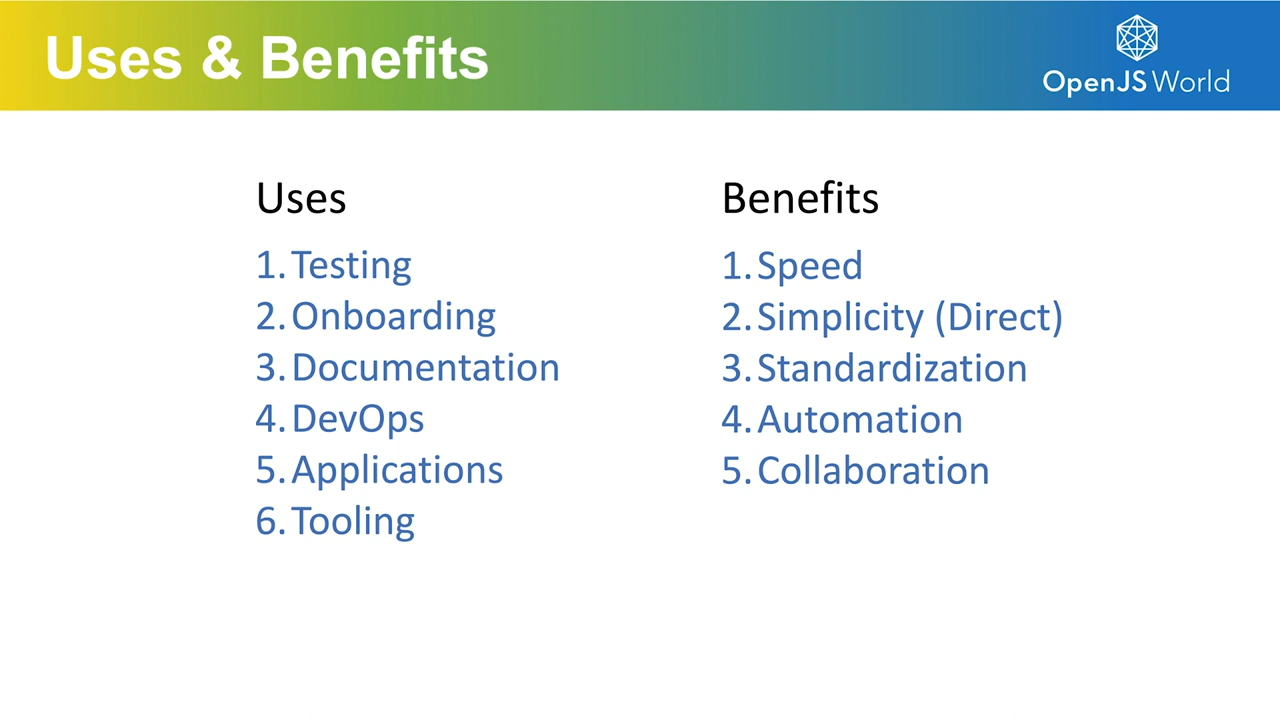 Uses & Benefits
OpenJS World
Uses
1. Testing
2. Onboarding
3. Documentation
4. DevOps
5. Applications
6. Tooling
Benefits
1. Speed
2. Simplicity (Direct)
3. Standardization
4. Automation
5. Collaboration